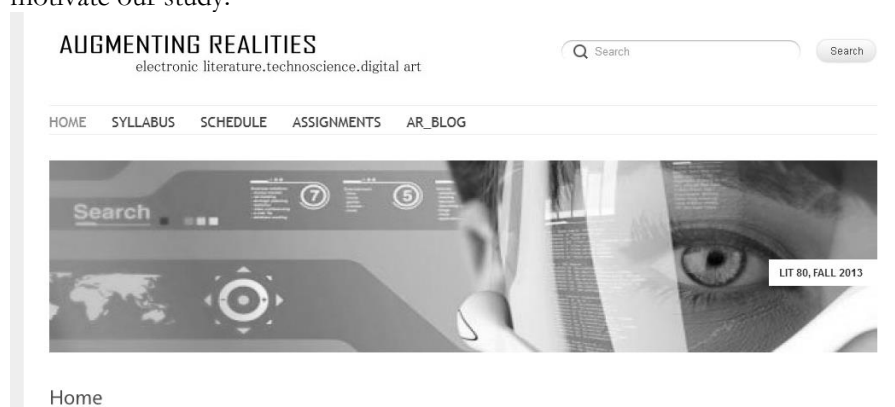 motivate our study.
AUGMENTING REALITIES
electronic literature.technoscience.digital art
Search
Search
HOME SYLLABUS SCHEDULE ASSIGNMENTS AR_BLOG
Search
7
5
LIT 80, FALL 2013
Home